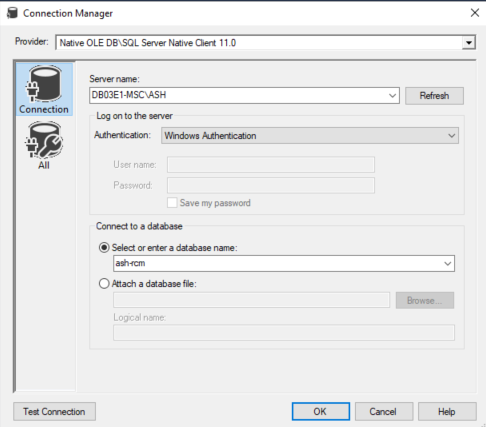 Connection Manager
Provider: Native OLE DB\SQL Server Native Client 11.0
Connection
All
Server name:
DB03E1-MSC\ASH
Refresh
Log on to the server
Authentication: Windows Authentication
User name:
Password:
Save my password
Connect to a database
Select or enter a database name:
ash-rcm
Attach a database file:
Browse...
Logical name:
Test Connection
OK
Cancel
Help